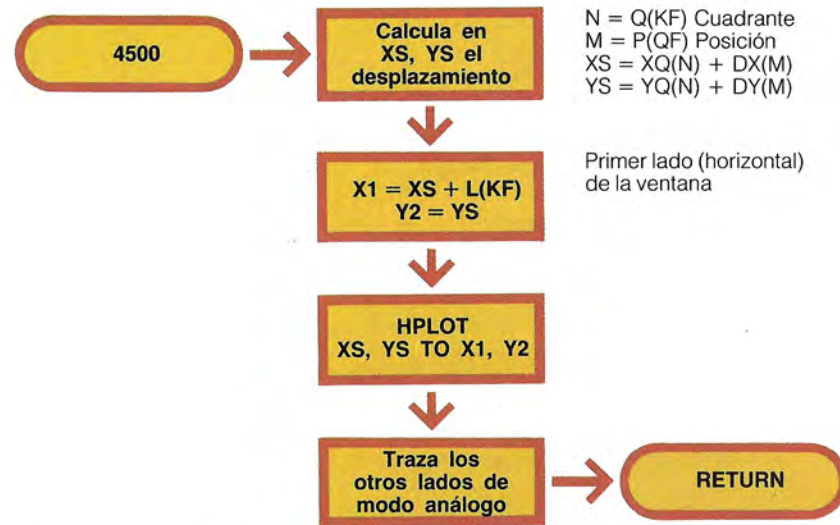 4500
Calcula en
XS, YS el
desplazamiento
N = Q(KF) Cuadrante
M = P(QF) Posición
XS = XQ(N) + DX(M)
YS = YQ(N) + DY(M)
X1 = XS + L(KF)
Y2 = YS
Primer lado (horizontal)
de la ventana
HPLOT
XS, YS TO X1, Y2
Traza los
otros lados de
modo análogo
RETURN